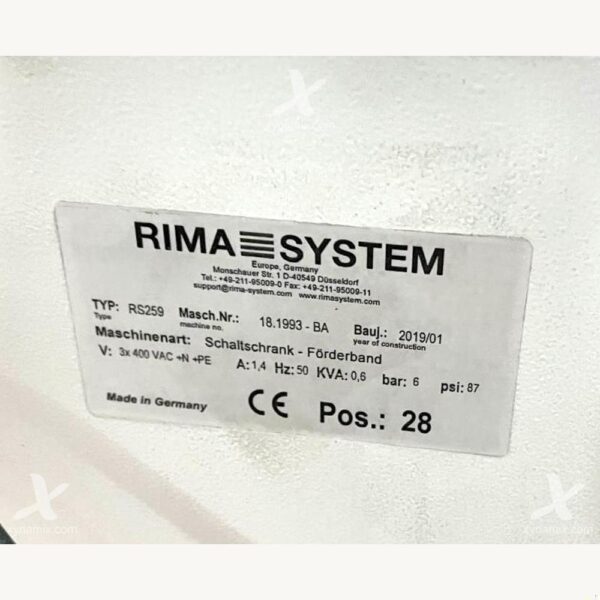 RIMA SYSTEM
Europe, Germany
Monschauer Str. 1 D-40549 Düsseldorf
Tel.: +49-211-95009-0 Fax: +49-211-95009-11
support@rima-system.com www.rimasystem.com
TYP: RS259 Masch.Nr.: 18.1993 - BA Bauj.: 2019/01
Type machine no. year of construction
Maschinenart: Schaltschrank - Förderband
V: 3x 400 VAC +N +PE A: 1,4 Hz: 50 KVA: 0,6 bar: 6 psi: 87
Made in Germany CE Pos.: 28